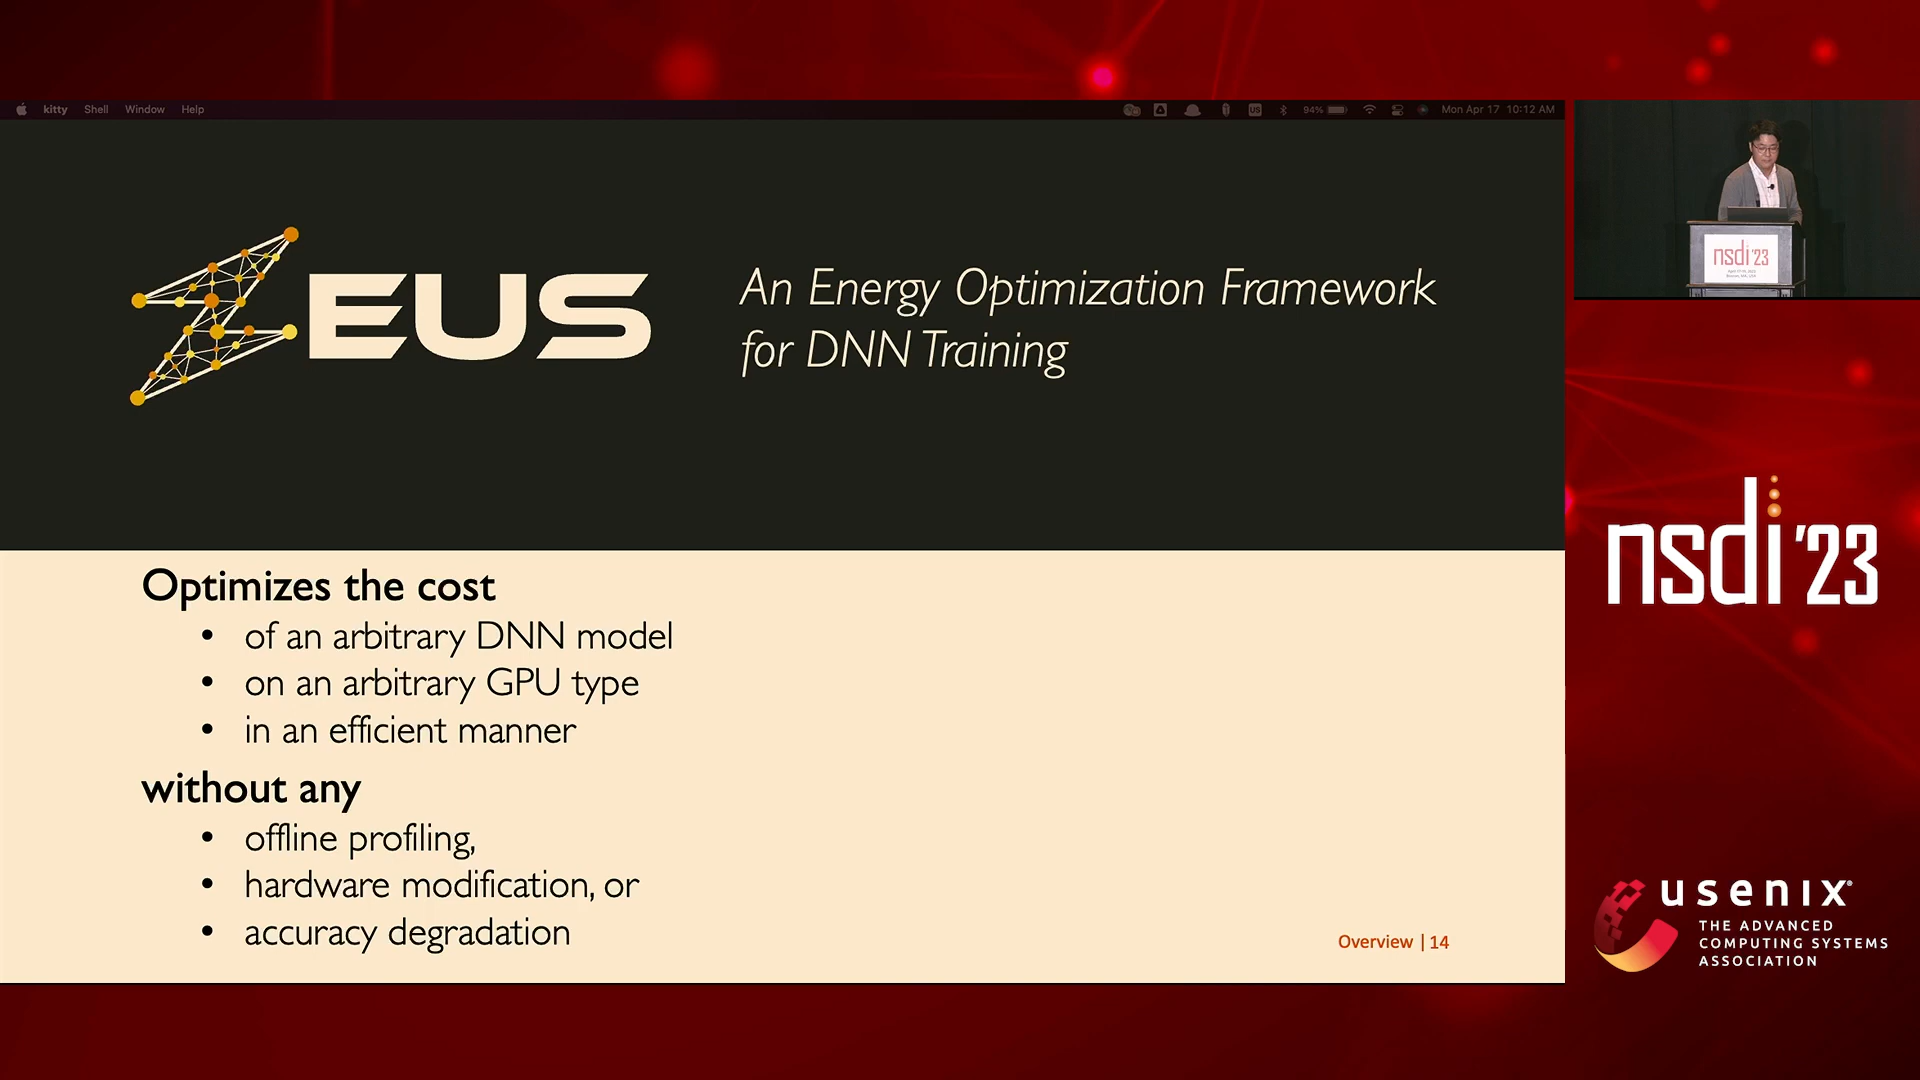 kitty Shell Window Help
94% Mon Apr 17 10:12 AM
ZEUS
An Energy Optimization Framework
for DNN Training
Optimizes the cost
• of an arbitrary DNN model
• on an arbitrary GPU type
• in an efficient manner
without any
• offline profiling,
• hardware modification, or
• accuracy degradation
Overview | 14
nsdi '23
nsdi '23
usenix®
THE ADVANCED
COMPUTING SYSTEMS
ASSOCIATION